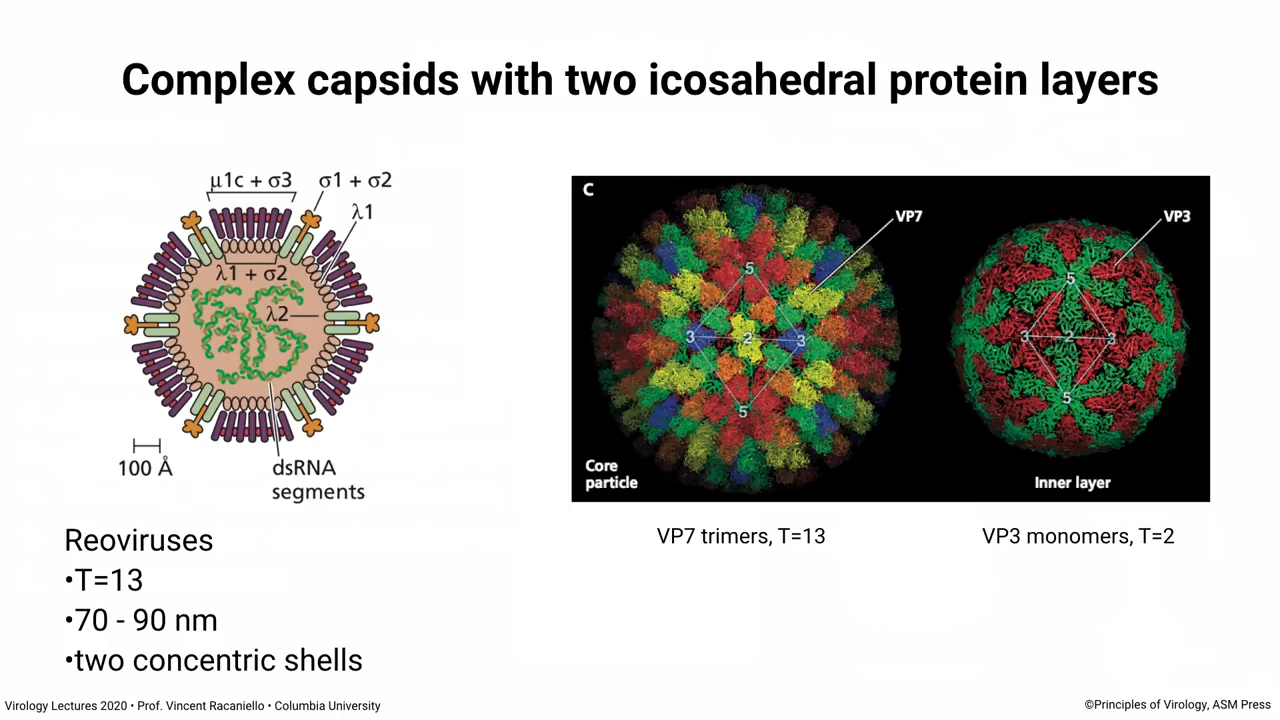 Complex capsids with two icosahedral protein layers
μ1c + σ3
σ1 + σ2
λ1
λ1 + σ2
λ2
100 Å
dsRNA
segments
C
VP7
5
3
2
3
5
Core
particle
VP3
5
3
2
3
5
Inner layer
VP7 trimers, T=13
VP3 monomers, T=2
Reoviruses
•T=13
•70 - 90 nm
•two concentric shells
Virology Lectures 2020 • Prof. Vincent Racaniello • Columbia University
©Principles of Virology, ASM Press